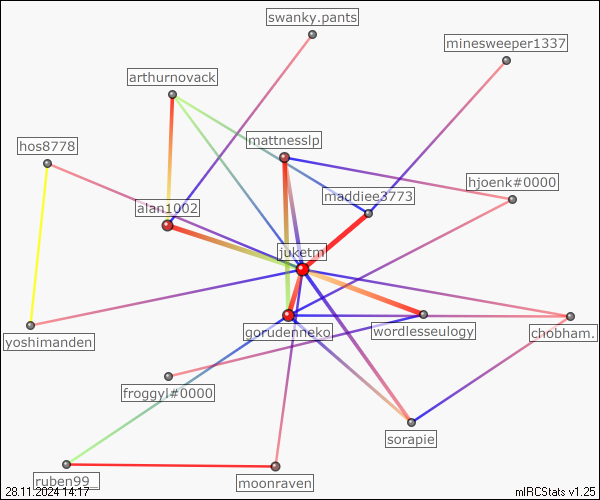 swanky.pants
minesweeper1337
arthurnovack
mattnesslp
hos8778
hjoenk#0000
maddiee3773
alan1002
juketm
gorudenneko
wordlesseulogy
chobham.
yoshimanden
froggyl#0000
sorapie
ruben99_
moonraven
28.11.2024 14:17
mIRCStats v1.25